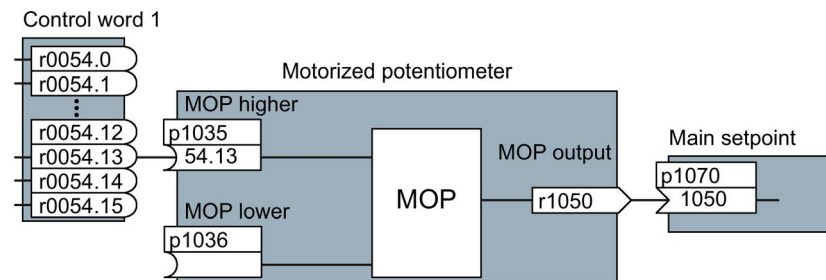 Control word 1
r0054.0
r0054.1
r0054.12
r0054.13
r0054.14
r0054.15
Motorized potentiometer
MOP higher
p1035
54.13
MOP lower
p1036
MOP
MOP output
r1050
Main setpoint
p1070
1050